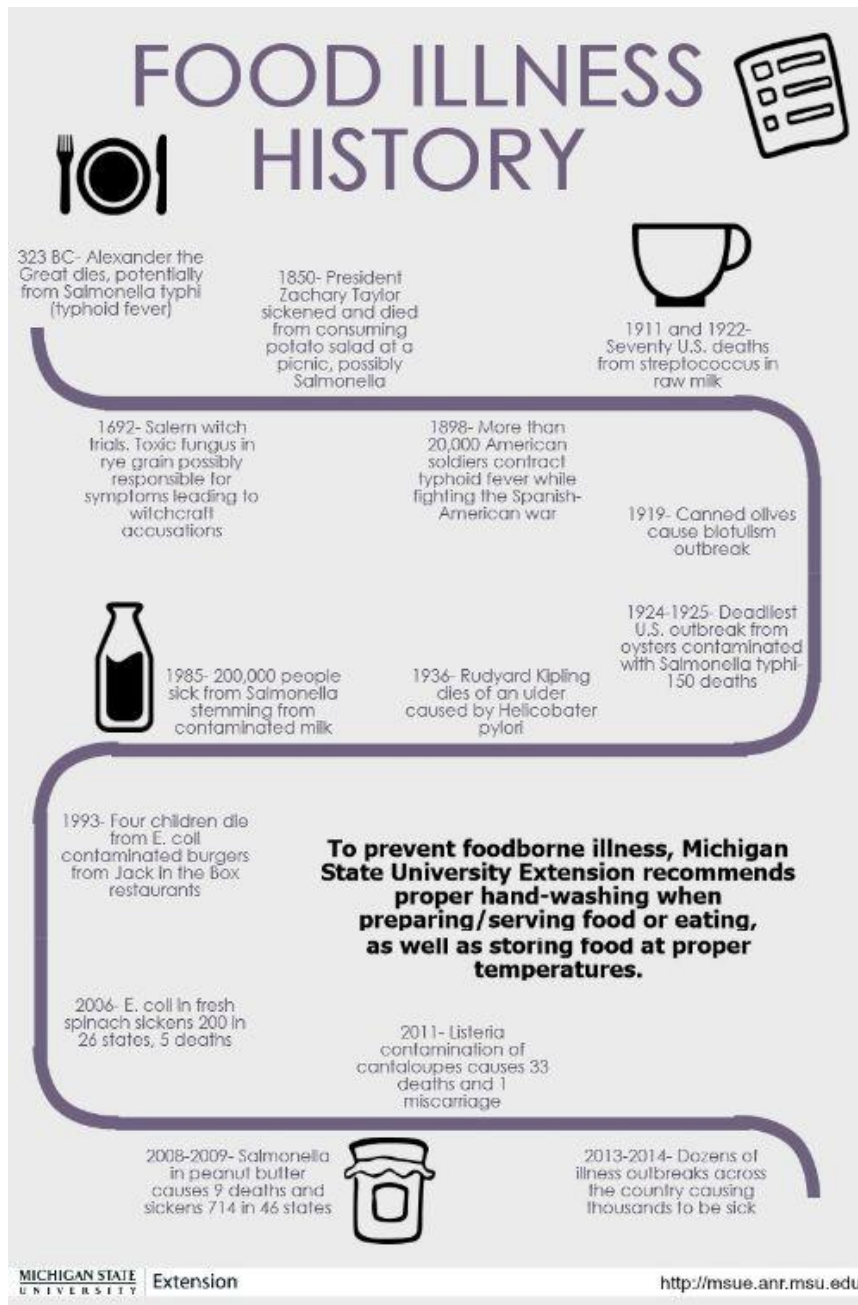 FOOD ILLNESS
HISTORY
323 BC- Alexander the
Great dies, potentially
from Salmonella typhi
(typhoid fever)
1692- Salem witch
trials. Toxic fungus in
rye grain possibly
responsible for
symptoms leading to
witchcraft
accusations
1850- President
Zachary Taylor
sickened and died
from consuming
potato salad at a
picnic, possibly
Salmonella
1898- More than
20,000 American
soldiers contract
typhoid fever while
fighting the Spanish-
American war
1911 and 1922-
Seventy U.S. deaths
from streptococcus in
raw milk
1919- Canned olives
cause blotulism
outbreak
1924-1925- Deadliest
U.S. outbreak from
oysters contaminated
with Salmonella typhi-
150 deaths
1936- Rudyard Kipling
dies of an ulder
caused by Helicobater
pylori
1985- 200,000 people
sick from Salmonella
stemming from
contaminated milk
1993- Four children die
from E. coli
contaminated burgers
from Jack in the Box
restaurants
To prevent foodborne illness, Michigan
State University Extension recommends
proper hand-washing when
preparing/serving food or eating,
as well as storing food at proper
temperatures.
2006- E. coli in fresh
spinach sickens 200 in
26 states, 5 deaths
2008-2009- Salmonella
in peanut butter
causes 9 deaths and
sickens 714 in 46 states
2011- Listeria
contamination of
cantaloupes causes 33
deaths and 1
miscarriage
2013-2014- Dozens of
illness outbreaks across
the country causing
thousands to be sick
MICHIGAN STATE
UNIVERSITY
Extension
http://msue.anr.msu.edu